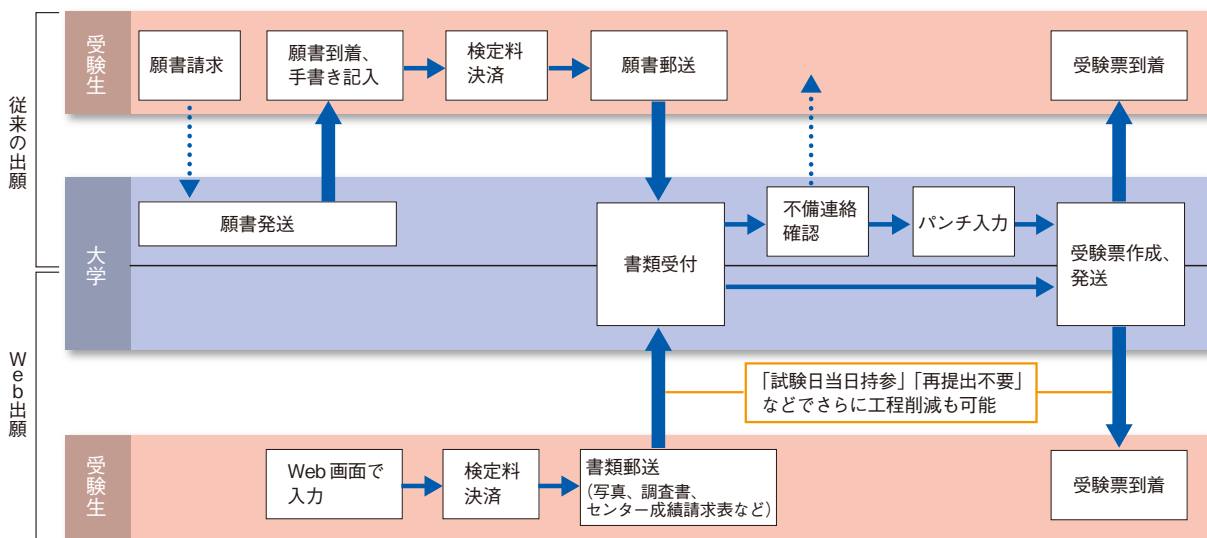 従来の出願
受験生
願書請求
願書到着、
手書き記入
検定料
決済
願書郵送
受験票到着
大学
願書発送
書類受付
不備連絡
確認
パンチ入力
受験票作成、
発送
Web出願
「試験日当日持参」「再提出不要」
などでさらに工程削減も可能
受験生
Web 画面で
入力
検定料
決済
書類郵送
(写真、調査書、
センター成績請求表など)
受験票到着